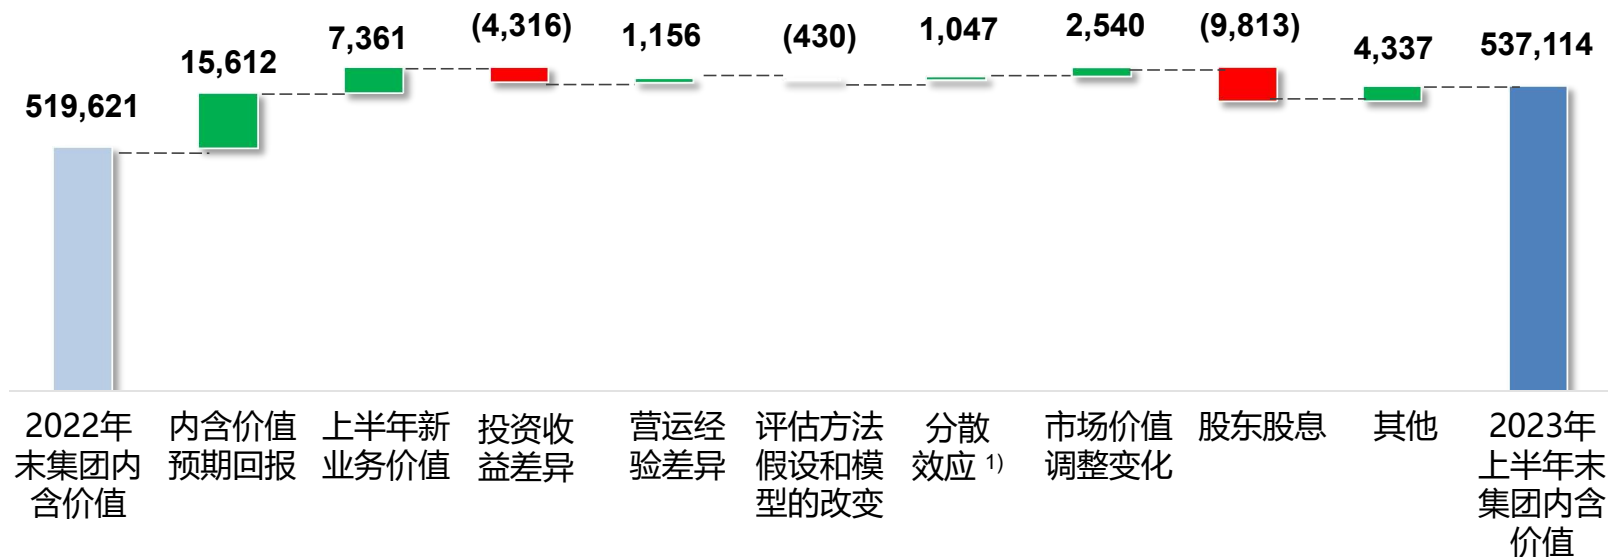 519,621
15,612
7,361
(4,316)
1,156
(430)
1,047
2,540
(9,813)
4,337
537,114
2022年
末集团内
含价值
内含价值
预期回报
上半年新
业务价值
投资收
益差异
营运经
验差异
评估方法
假设和模
型的改变
分散
效应 1)
市场价值
调整变化
股东股息
其他
2023年
上半年末
集团内含
价值